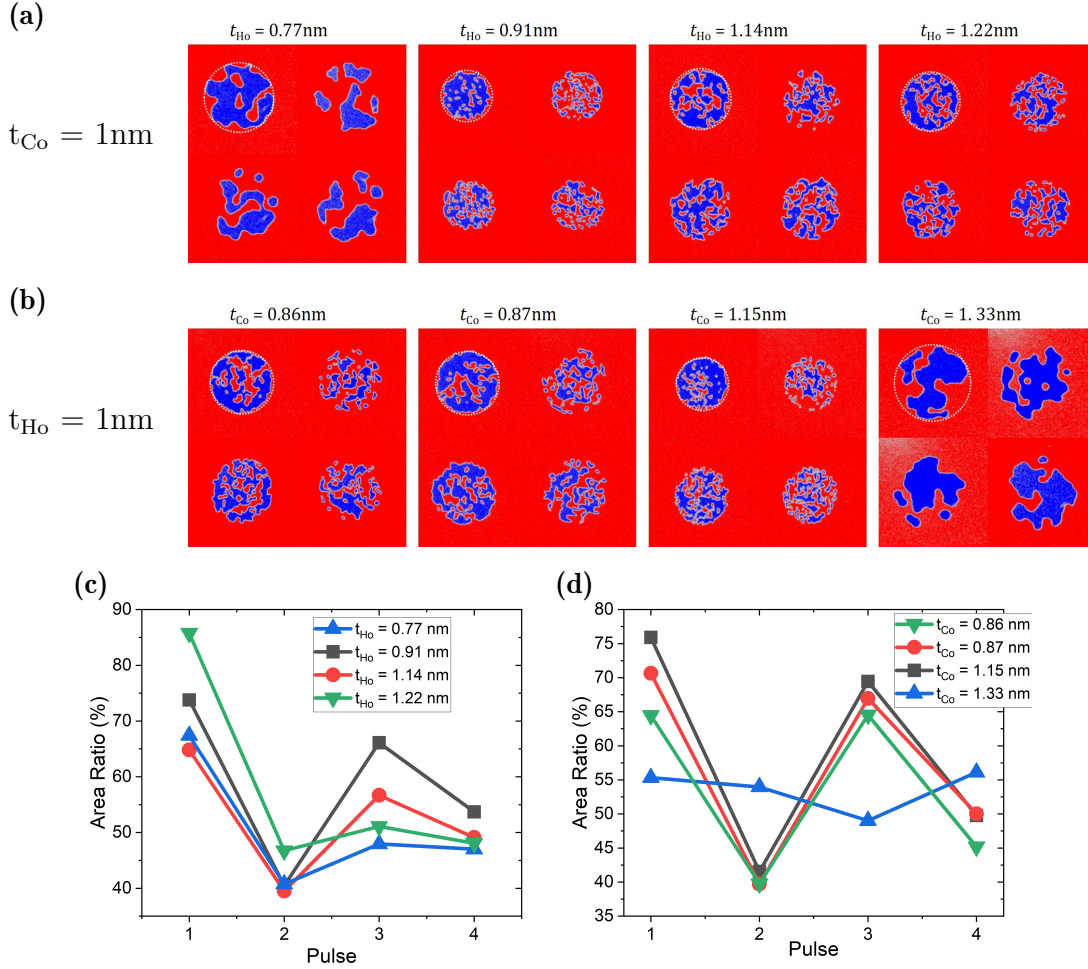 (a)
t_Ho = 0.77nm
t_Ho = 0.91nm
t_Ho = 1.14nm
t_Ho = 1.22nm
t_Co = 1nm
(b)
t_Co = 0.86nm
t_Co = 0.87nm
t_Co = 1.15nm
t_Co = 1. 33nm
t_Ho = 1nm
(c)
90
80
70
60
50
40
Area Ratio (%)
1
2
3
4
Pulse
t_Ho = 0.77 nm
t_Ho = 0.91 nm
t_Ho = 1.14 nm
t_Ho = 1.22 nm
(d)
80
75
70
65
60
55
50
45
40
35
Area Ratio (%)
1
2
3
4
Pulse
t_Co = 0.86 nm
t_Co = 0.87 nm
t_Co = 1.15 nm
t_Co = 1.33 nm